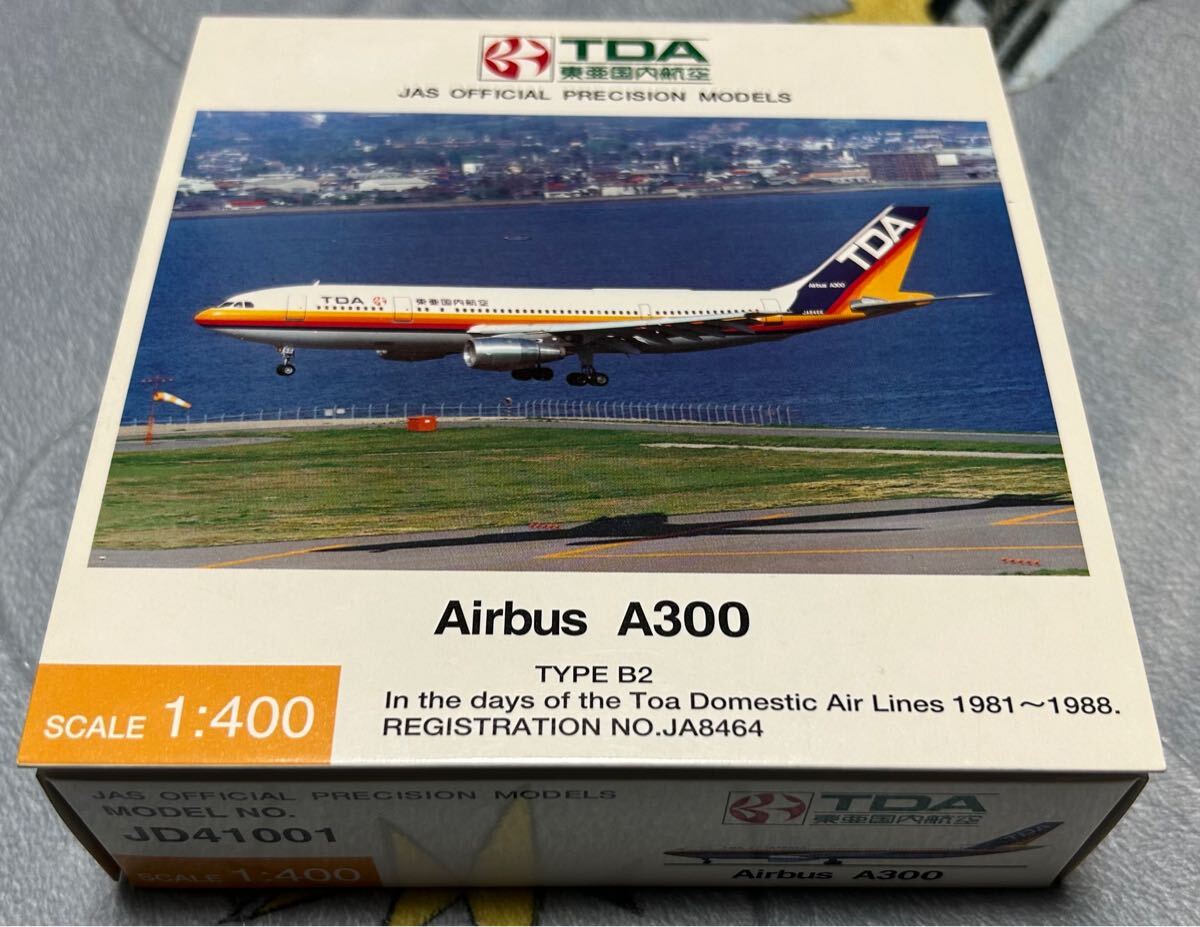 TDA
東亜国内航空
JAS OFFICIAL PRECISION MODELS
TDA
TDA 東亜国内航空
Airbus A300
Airbus A300
TYPE B2
In the days of the Toa Domestic Air Lines 1981～1988.
REGISTRATION NO.JA8464
SCALE 1:400
JAS OFFICIAL PRECISION MODELS
MODEL NO.
JD41001
SCALE 1:400
TDA
東亜国内航空
TDA
Airbus A300